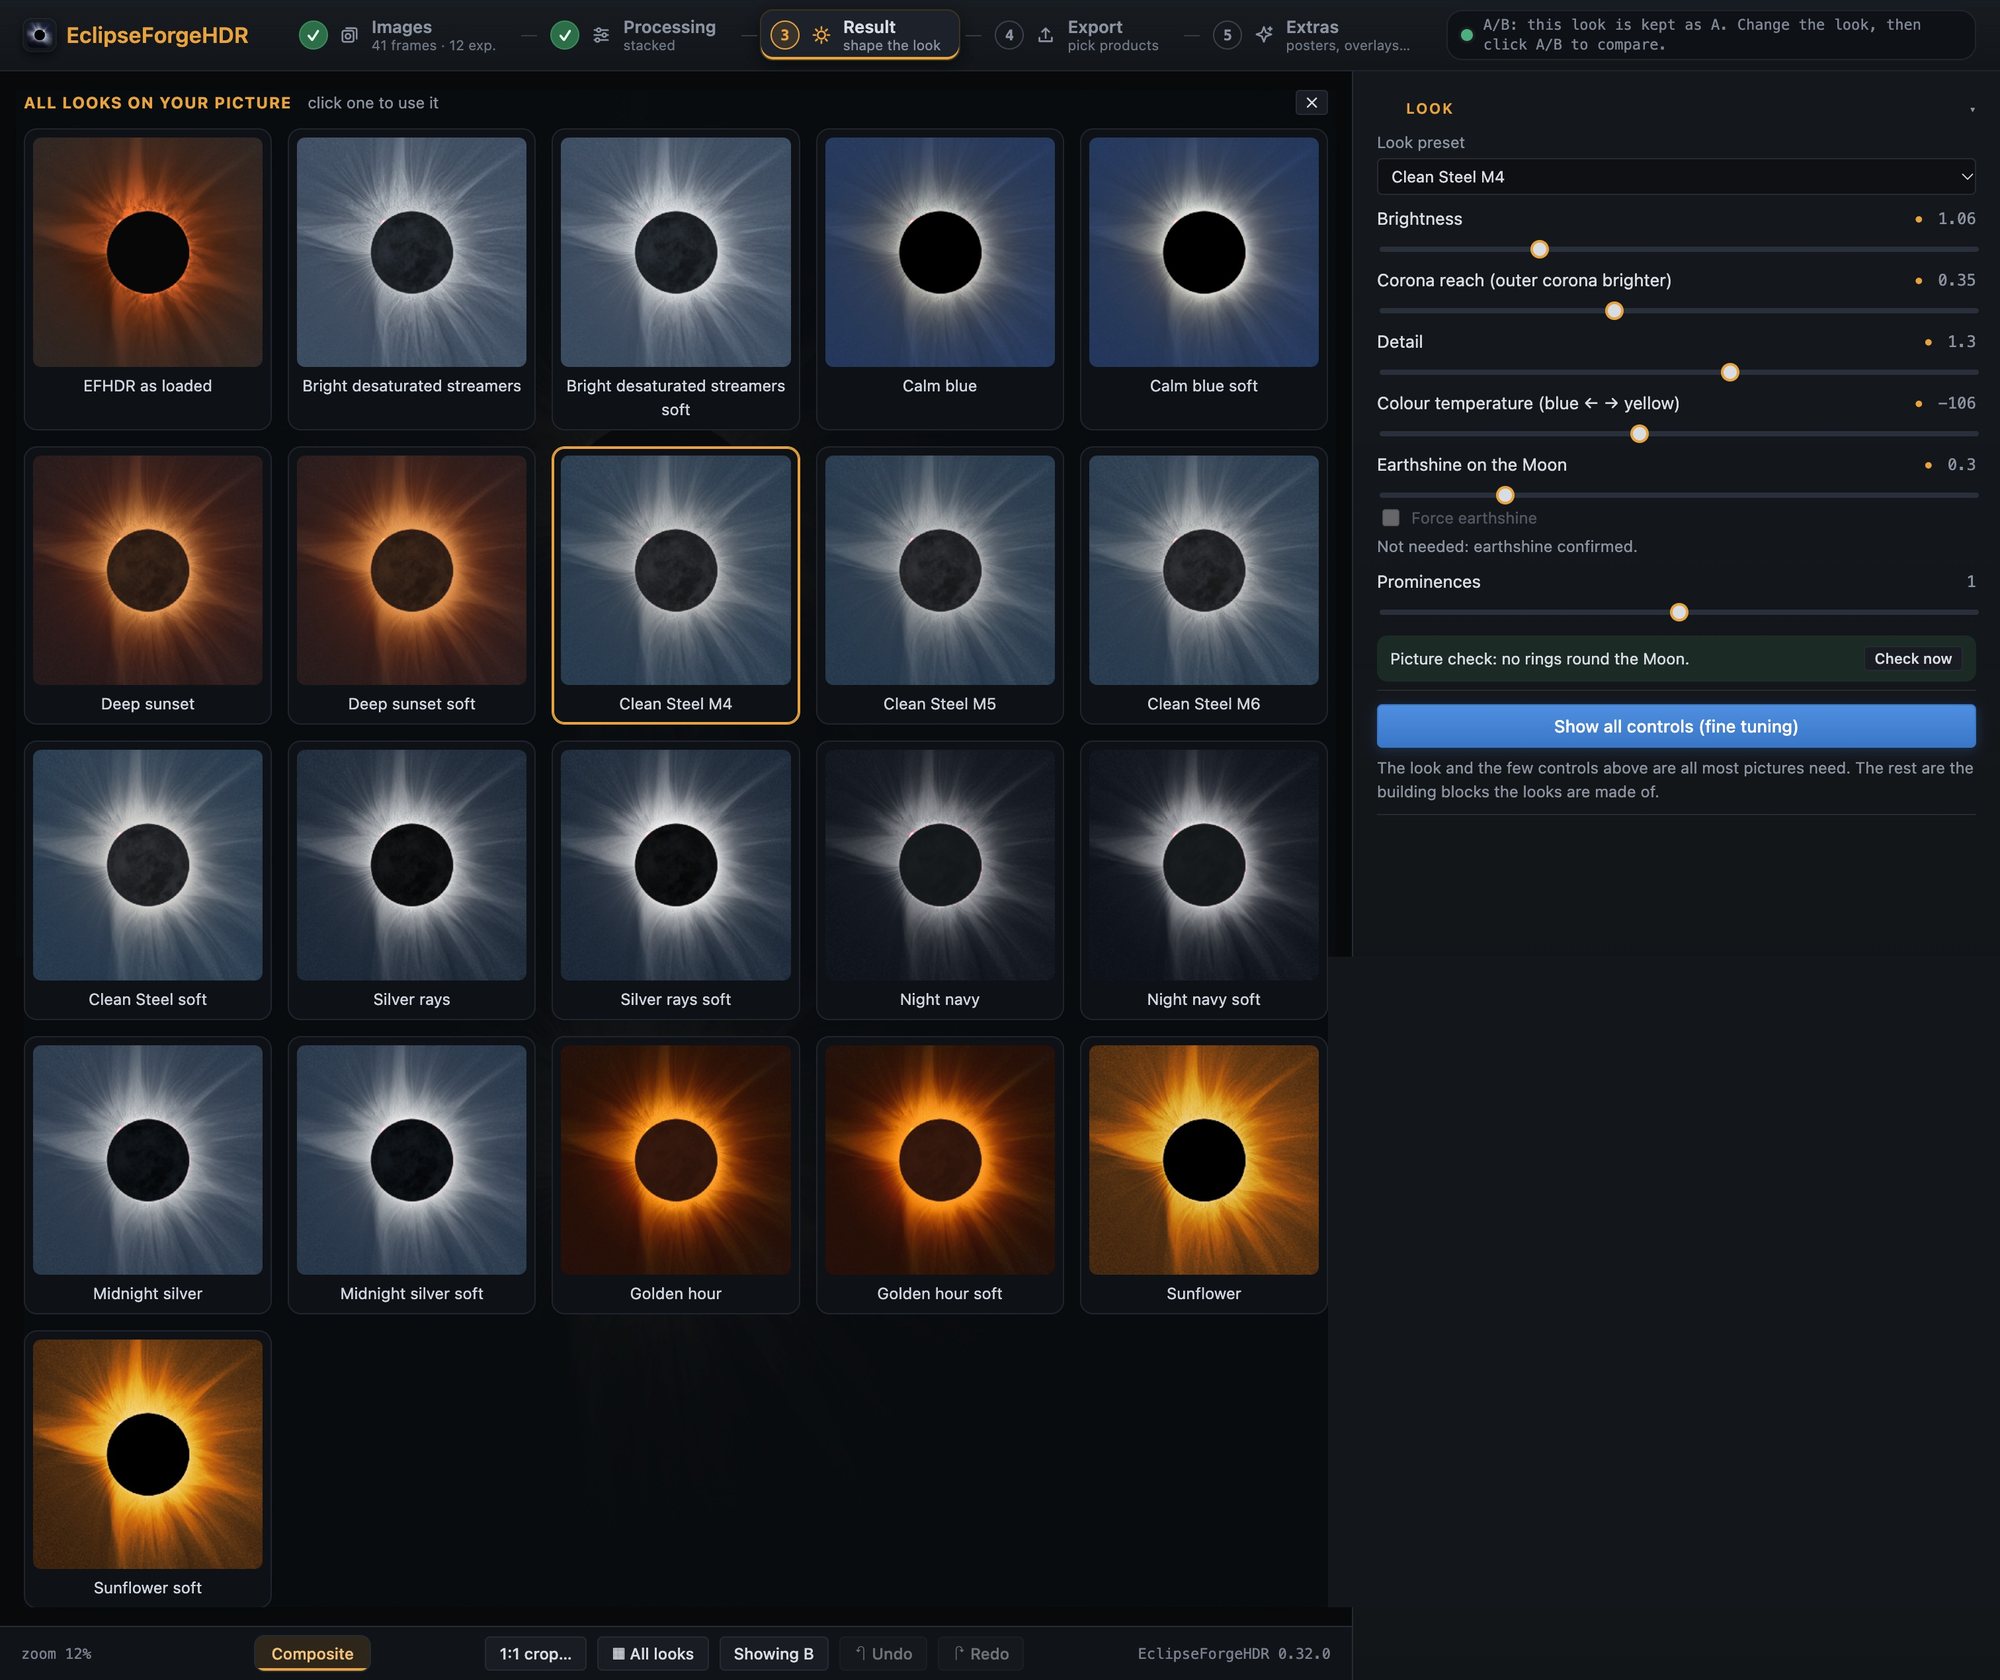 EclipseForgeHDR
Images
41 frames · 12 exp.
Processing
stacked
3
Result
shape the look
4
Export
pick products
5
Extras
posters, overlays...
A/B: this look is kept as A. Change the look, then
click A/B to compare.
ALL LOOKS ON YOUR PICTURE click one to use it
EFHDR as loaded
Bright desaturated streamers
Bright desaturated streamers
soft
Calm blue
Calm blue soft
Deep sunset
Deep sunset soft
Clean Steel M4
Clean Steel M5
Clean Steel M6
Clean Steel soft
Silver rays
Silver rays soft
Night navy
Night navy soft
Midnight silver
Midnight silver soft
Golden hour
Golden hour soft
Sunflower
Sunflower soft
LOOK
Look preset
Clean Steel M4
Brightness 1.06
Corona reach (outer corona brighter) 0.35
Detail 1.3
Colour temperature (blue ← → yellow) −106
Earthshine on the Moon 0.3
Force earthshine
Not needed: earthshine confirmed.
Prominences 1
Picture check: no rings round the Moon. Check now
Show all controls (fine tuning)
The look and the few controls above are all most pictures need. The rest are the
building blocks the looks are made of.
zoom 12%
Composite
1:1 crop...
All looks
Showing B
Undo
Redo
EclipseForgeHDR 0.32.0